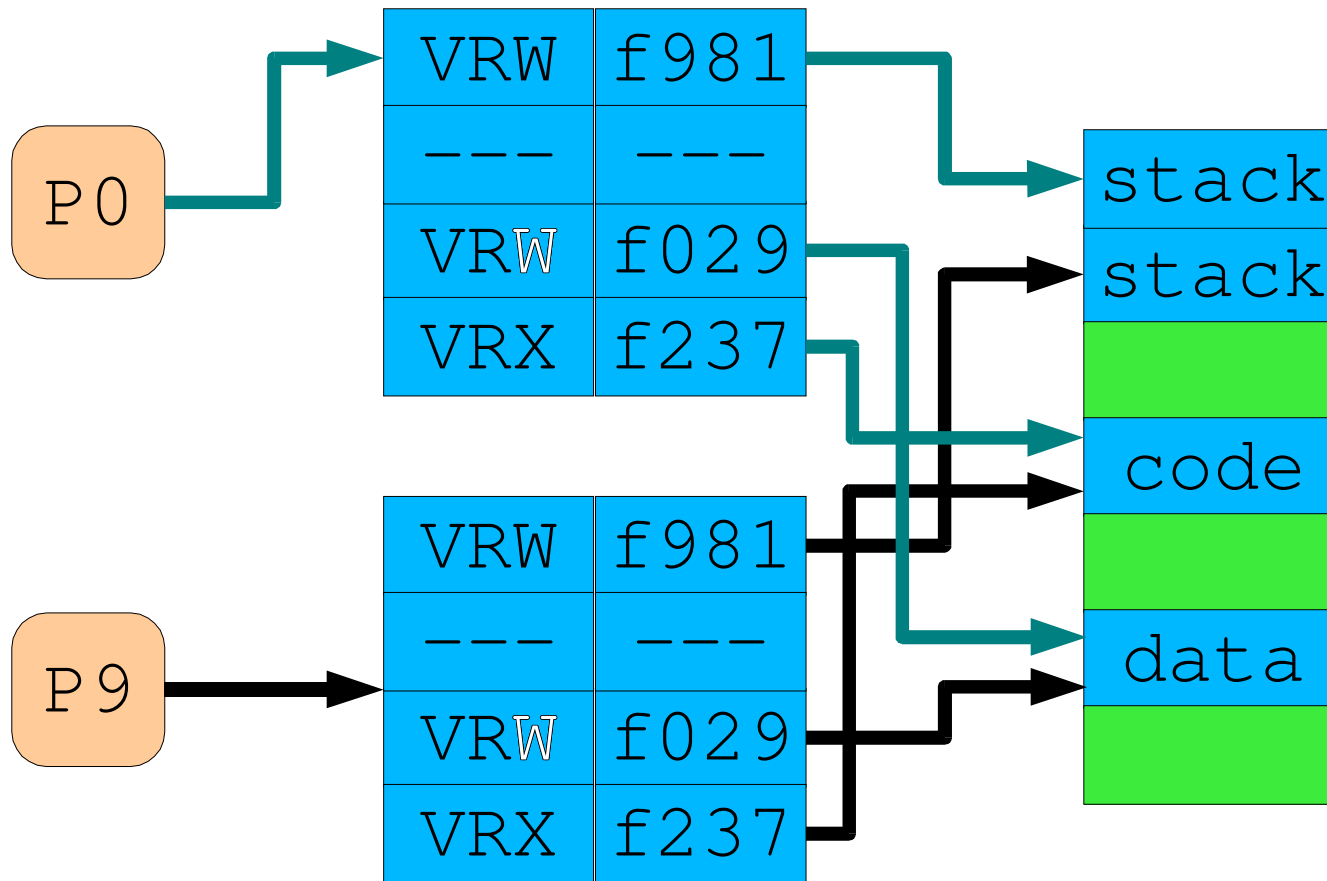 P0
VRW f981
--- ---
VRW f029
VRX f237
P9
VRW f981
--- ---
VRW f029
VRX f237
stack
stack
code
data